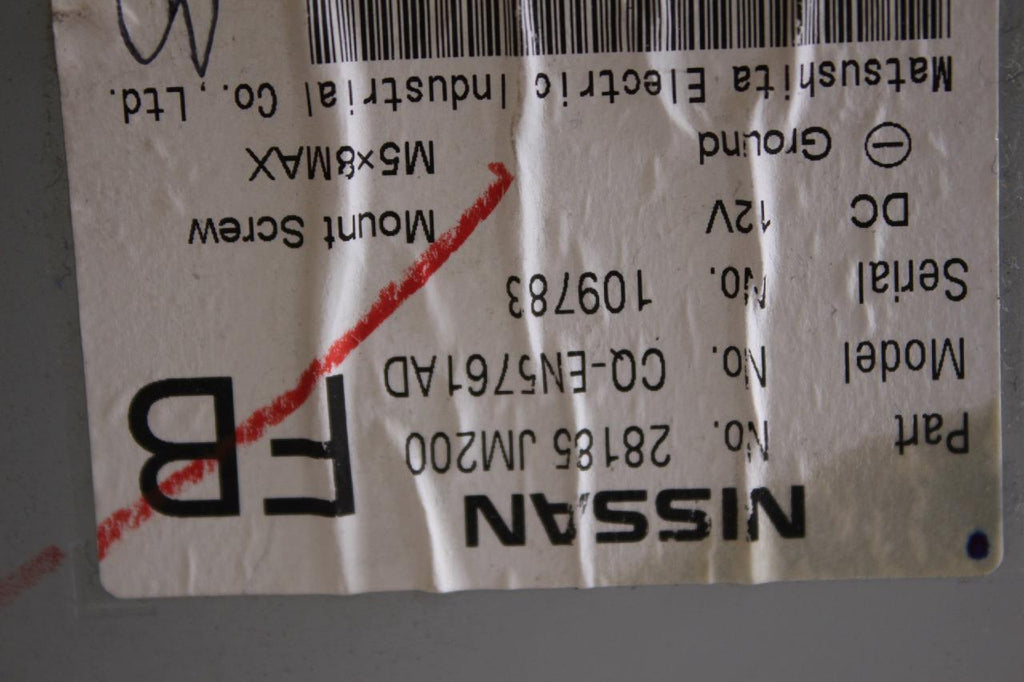 NISSAN FB
Part No. 28185 JM200
Model No. CQ-EN5761AD
Serial No. 109783
DC 12V Mount Screw
⊖ Ground M5×8MAX
Matsushita Electric Industrial Co., Ltd.